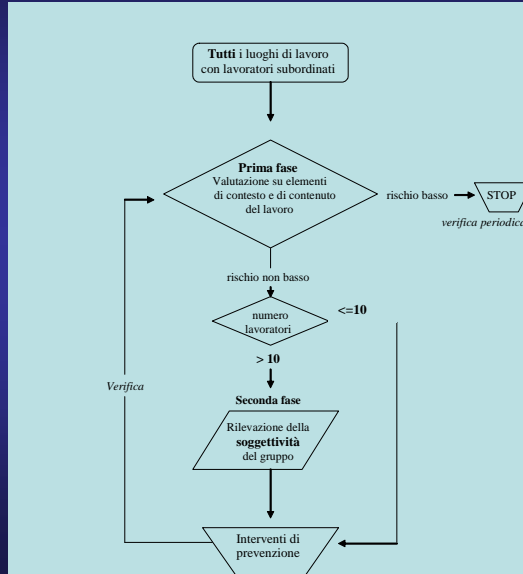 Tutti i luoghi di lavoro
con lavoratori subordinati
Prima fase
Valutazione su elementi
di contesto e di contenuto
del lavoro
rischio basso
STOP
verifica periodica
rischio non basso
numero
lavoratori
<=10
> 10
Verifica
Seconda fase
Rilevazione della
soggettività
del gruppo
Interventi di
prevenzione